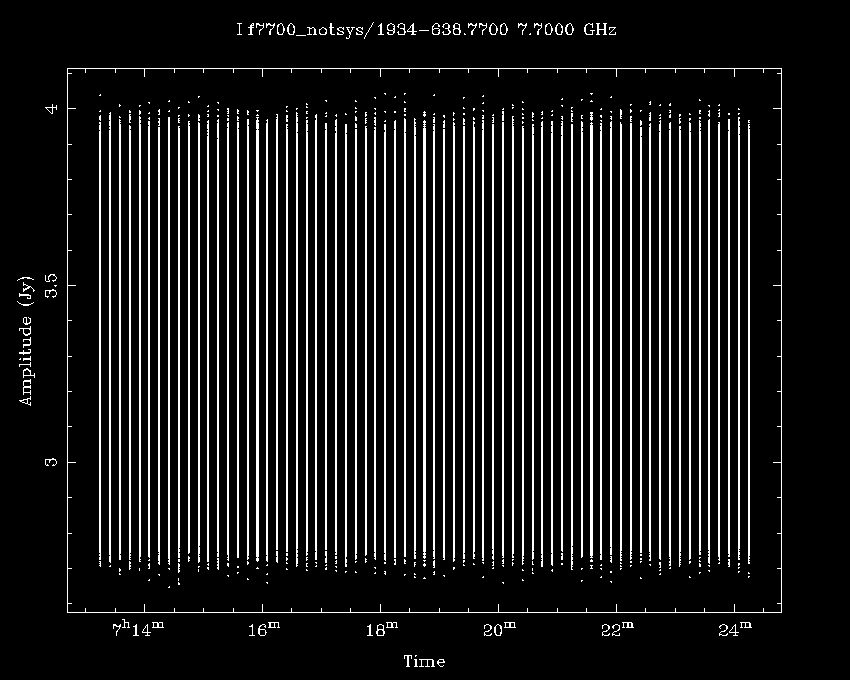 I f7700_notsys/1934-638.7700 7.7000 GHz
4
3.5
3
Amplitude (Jy)
7h14m 16m 18m 20m 22m 24m
Time